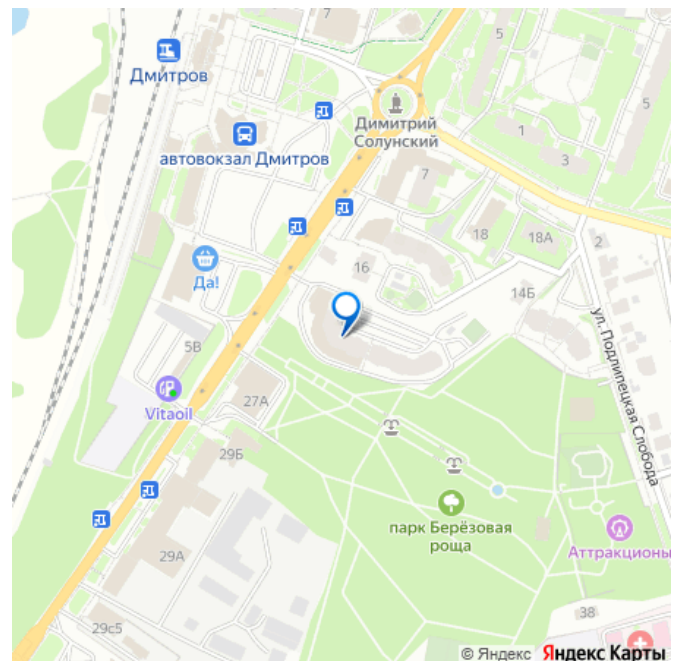 7
5
Дмитров
5
Димитрий
Солунский
1
3
автовокзал Дмитров
7
18
18А
2
16
Да!
14Б
ул. Подлипецкая Слобода
5В
Vitaoil
27А
29Б
парк Берёзовая
роща
Аттракционы
29А
38
29с5
© Яндекс Яндекс Карты